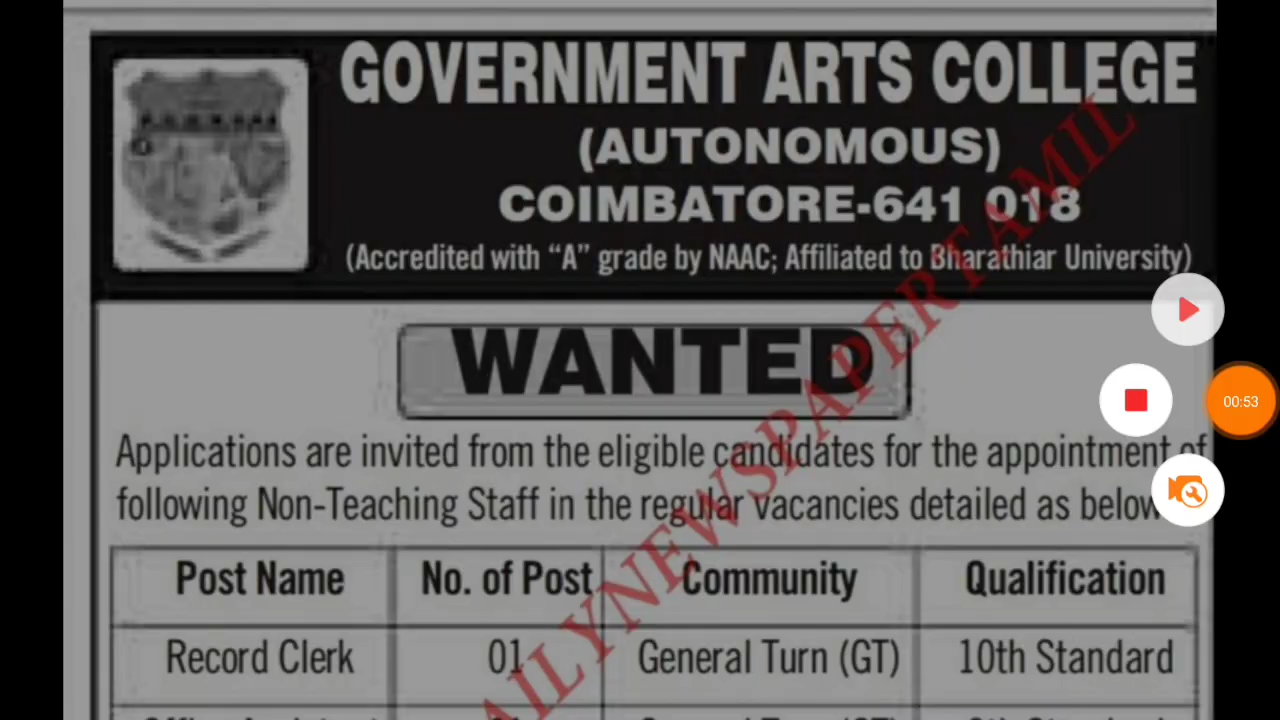 GOVERNMENT ARTS COLLEGE
(AUTONOMOUS)
COIMBATORE-641 018
(Accredited with “A” grade by NAAC; Affiliated to Bharathiar University)
WANTED
Applications are invited from the eligible candidates for the appointment of
following Non-Teaching Staff in the regular vacancies detailed as below
Post Name No. of Post Community Qualification
Record Clerk 01 General Turn (GT) 10th Standard
AILYNEWSPAPERTAMIL
00:53